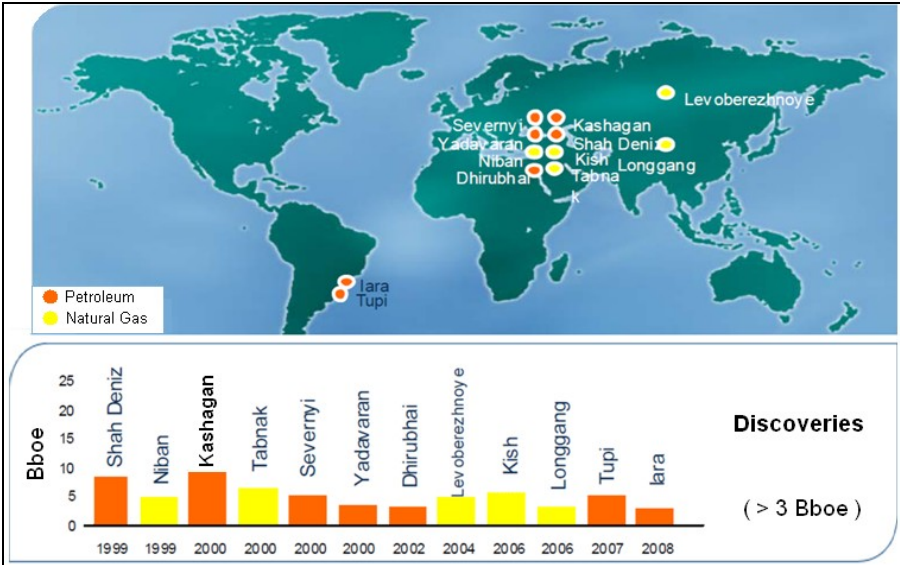 Levoberezhnoye
Severnyi Kashagan
Yadavaran Shah Deniz
Niban Kish Longgang
Dhirubhai Tabna
k
Iara
Tupi
Petroleum
Natural Gas
Bboe
25
20
15
10
5
0
Shah Deniz
Niban
Kashagan
Tabnak
Severnyi
Yadavaran
Dhirubhai
Levoberezhnoye
Kish
Longgang
Tupi
Iara
1999 1999 2000 2000 2000 2000 2002 2004 2006 2006 2007 2008
Discoveries
( > 3 Bboe )